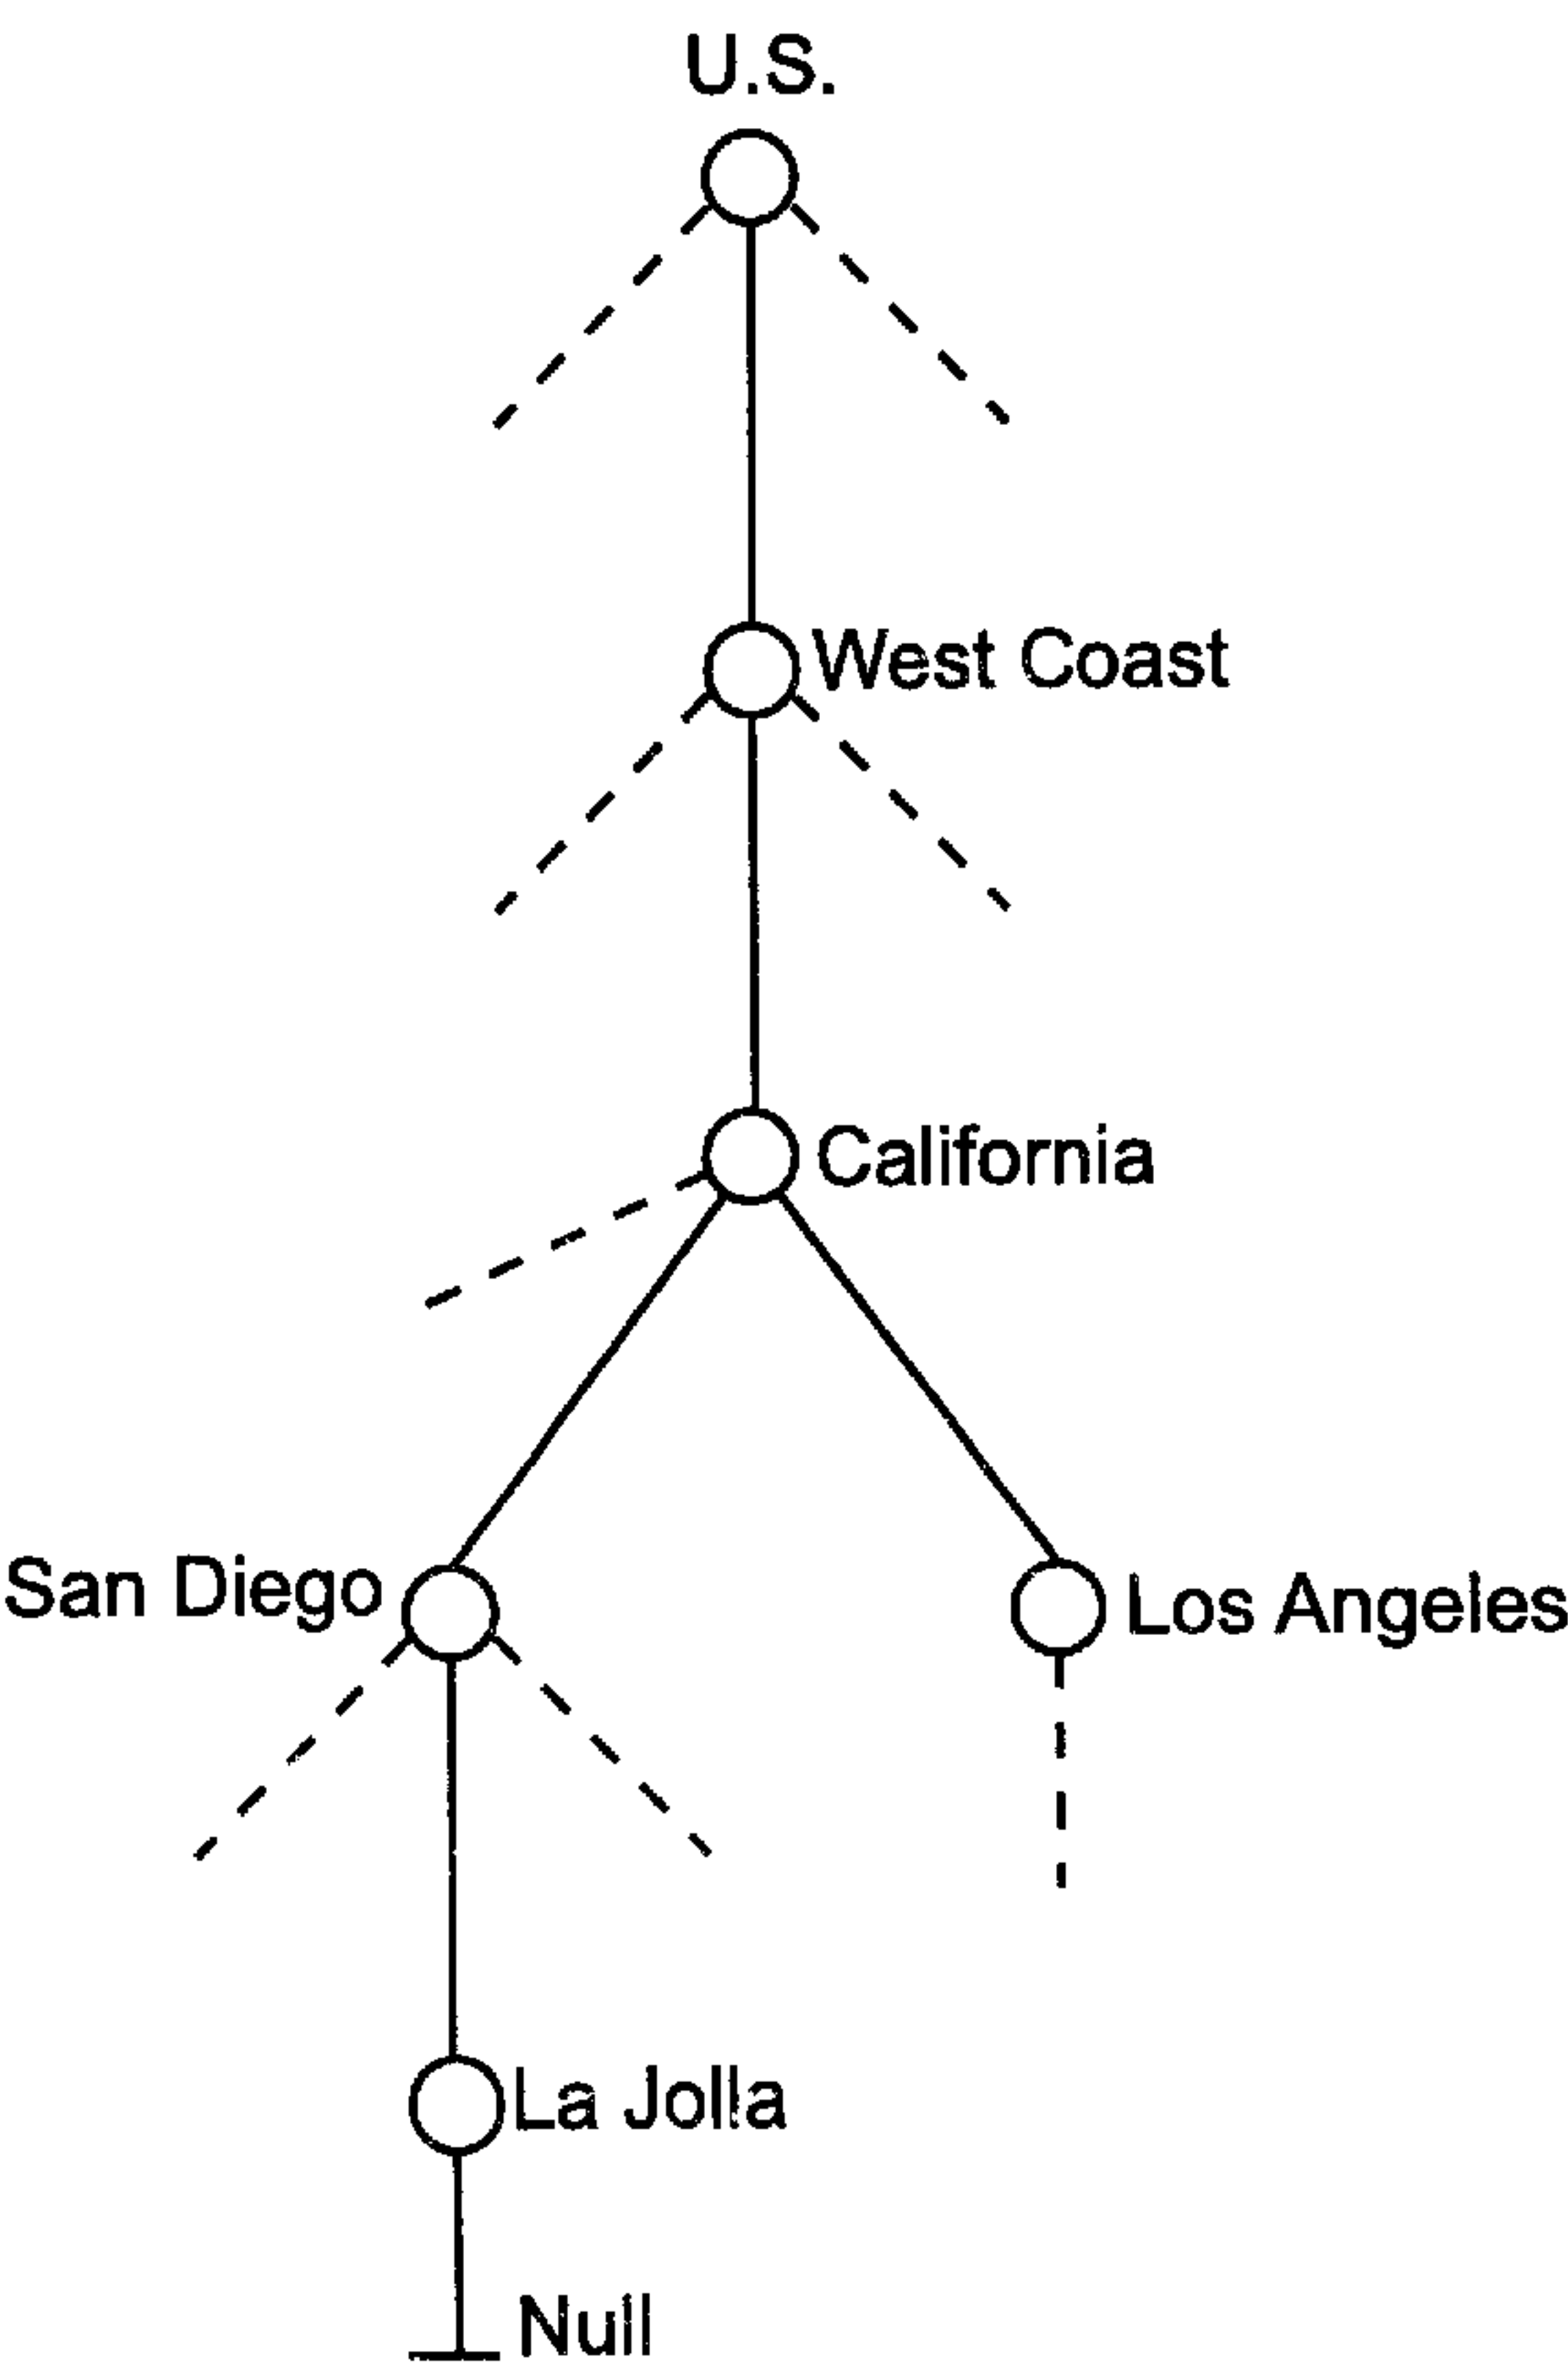 U.S.
West Coast
California
San Diego
Los Angeles
La Jolla
Null